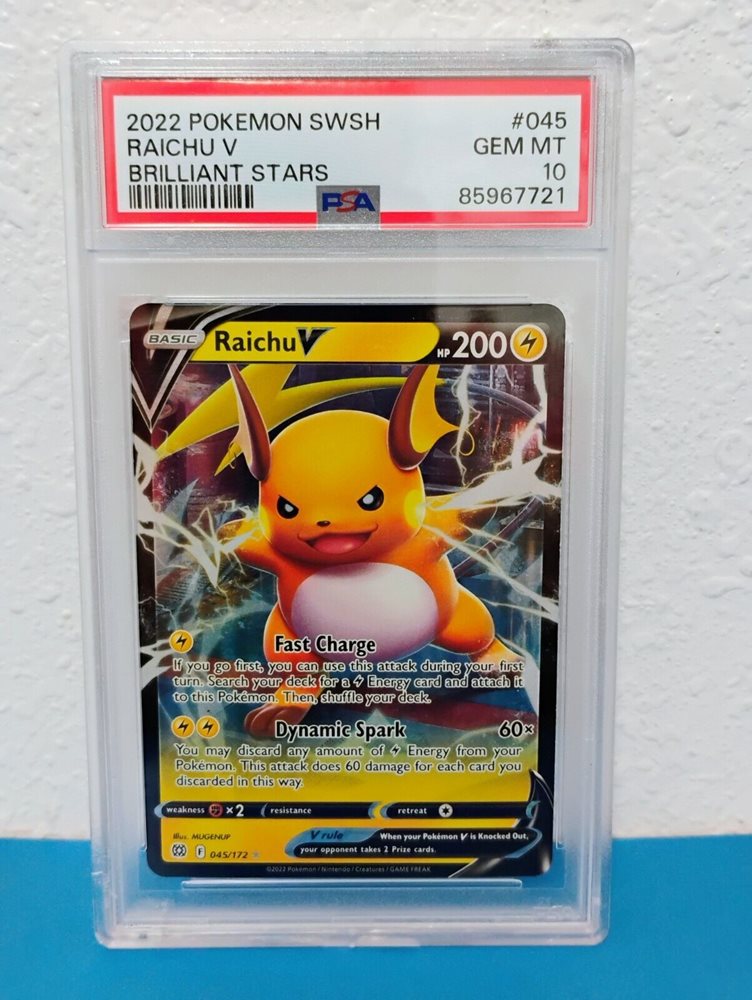 2022 POKEMON SWSH #045
RAICHU V GEM MT
BRILLIANT STARS 10
PSA 85967721
BASIC Raichu V HP 200
Fast Charge
If you go first, you can use this attack during your first
turn. Search your deck for a Energy card and attach it
to this Pokémon. Then, shuffle your deck.
Dynamic Spark 60×
You may discard any amount of Energy from your
Pokémon. This attack does 60 damage for each card you
discarded in this way.
weakness ×2 resistance retreat
Illus. MUGENUP
V rule When your Pokémon V is Knocked Out,
your opponent takes 2 Prize cards.
F 045/172
©2022 Pokémon / Nintendo / Creatures / GAME FREAK